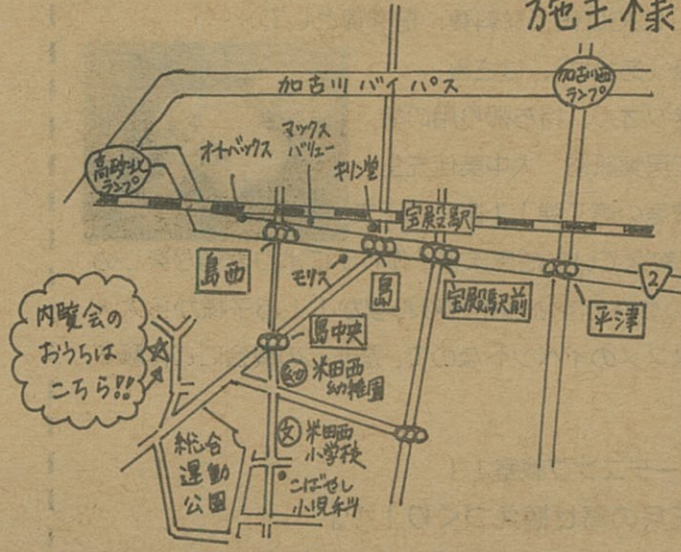 施主様
加古川バイパス
加古川西
ランプ
高砂北
ランプ
オートバックス
マックス
バリュー
キリン堂
宝殿駅
島西
モリス
島
宝殿駅前
2
平津
内覧会の
おうちは
こちら!!
島中央
幼 米田西
幼稚園
文 米田西
小学校
総合
運動
公園
こばやし
小児科